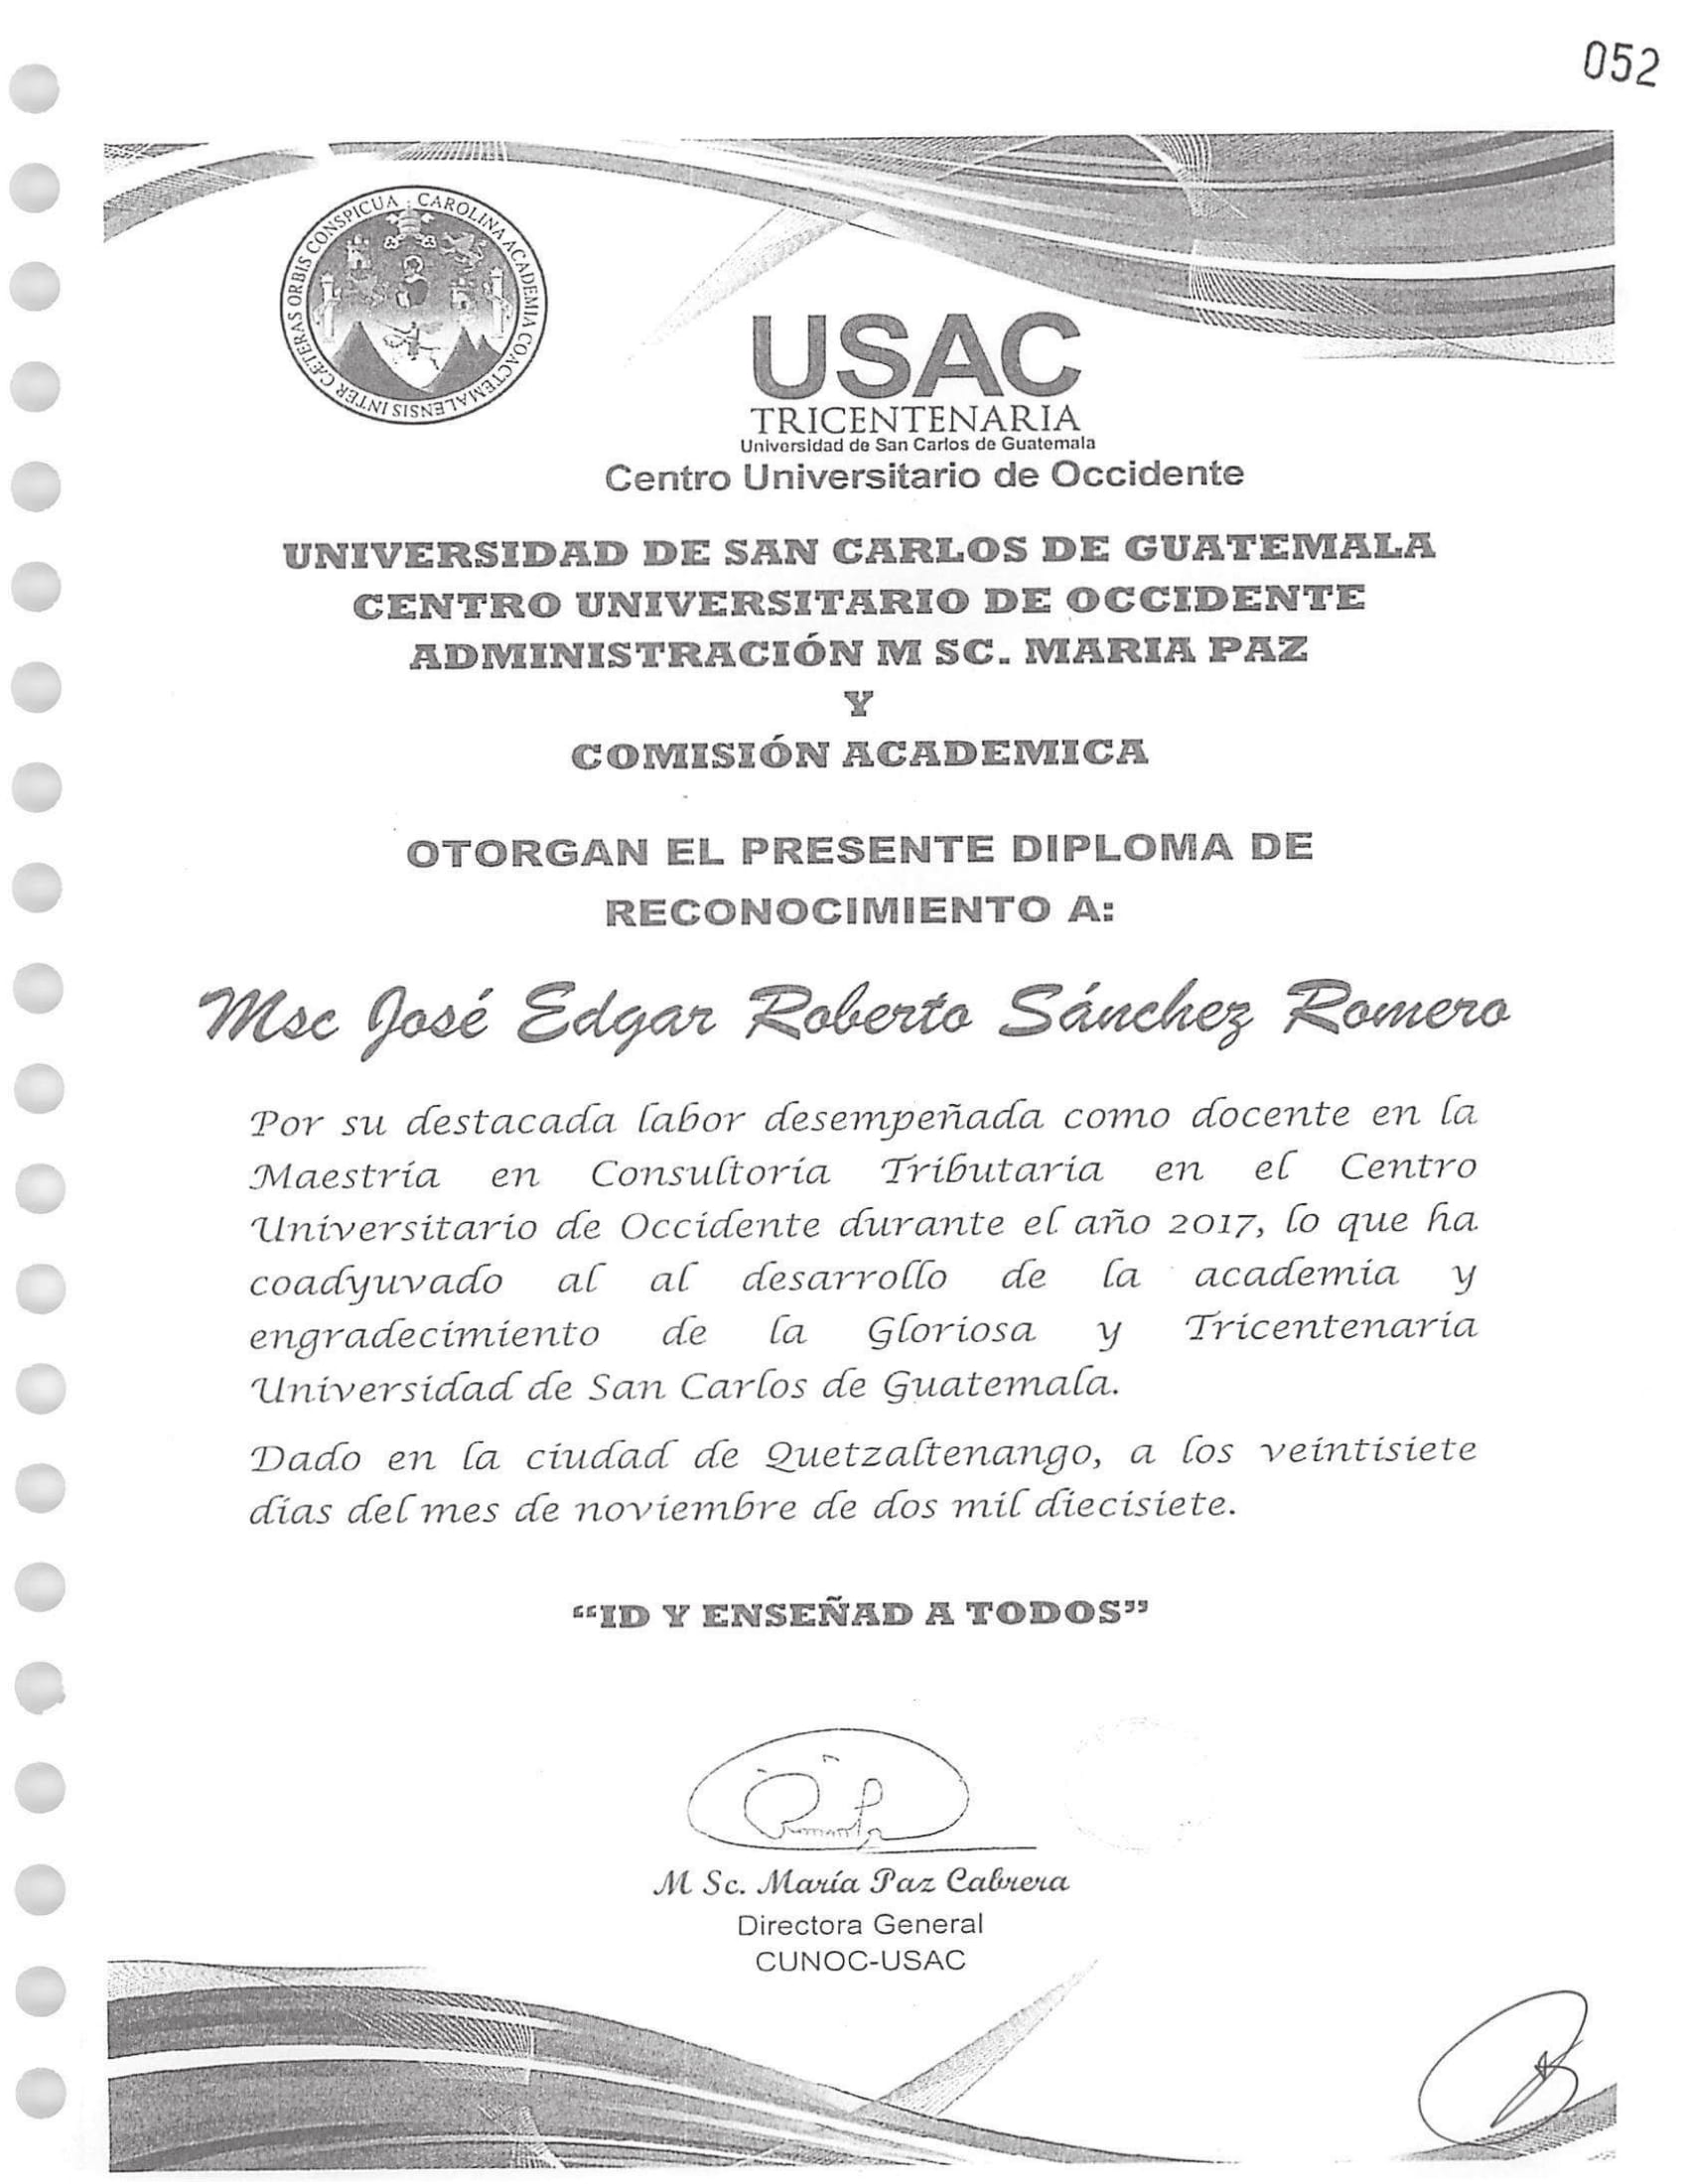 052
INTER CÆTERAS ORBIS CONSPICUA CAROLINA ACADEMIA COACTEMALENSIS
USAC
TRICENTENARIA
Universidad de San Carlos de Guatemala
Centro Universitario de Occidente
UNIVERSIDAD DE SAN CARLOS DE GUATEMALA
CENTRO UNIVERSITARIO DE OCCIDENTE
ADMINISTRACIÓN M SC. MARIA PAZ
Y
COMISIÓN ACADEMICA
OTORGAN EL PRESENTE DIPLOMA DE
RECONOCIMIENTO A:
Msc José Edgar Roberto Sánchez Romero
Por su destacada labor desempeñada como docente en la
Maestría en Consultoría Tributaria en el Centro
Universitario de Occidente durante el año 2017, lo que ha
coadyuvado al al desarrollo de la academia y
engradecimiento de la Gloriosa y Tricentenaria
Universidad de San Carlos de Guatemala.
Dado en la ciudad de Quetzaltenango, a los veintisiete
días del mes de noviembre de dos mil diecisiete.
“ID Y ENSEÑAD A TODOS”
M Sc. María Paz Cabrera
Directora General
CUNOC-USAC